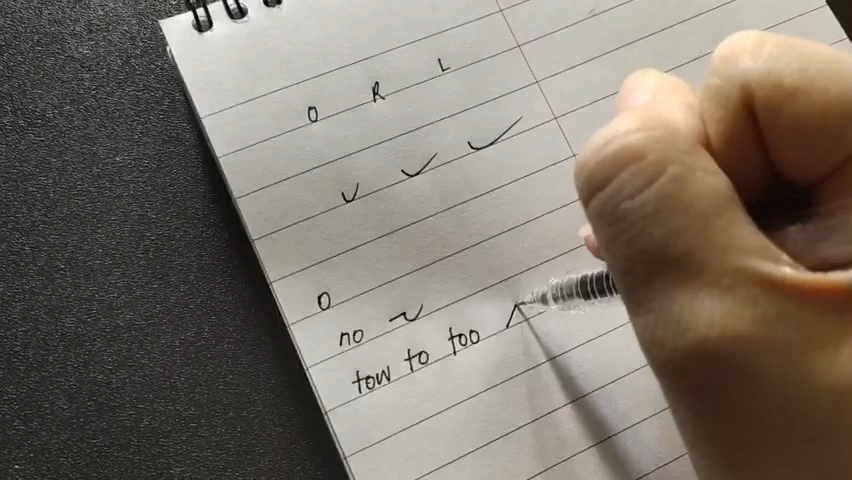 O R L
✓ ✓ ✓
O
no ~
tow to too